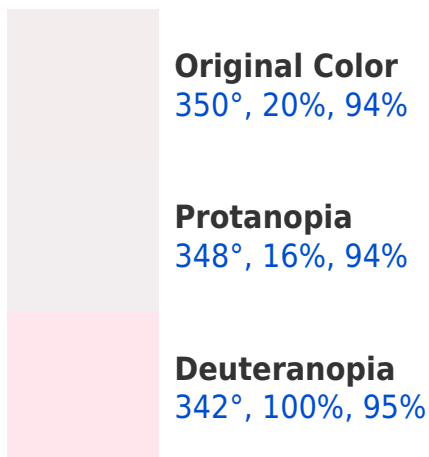 Original Color
350°, 20%, 94%
Protanopia
348°, 16%, 94%
Deuteranopia
342°, 100%, 95%